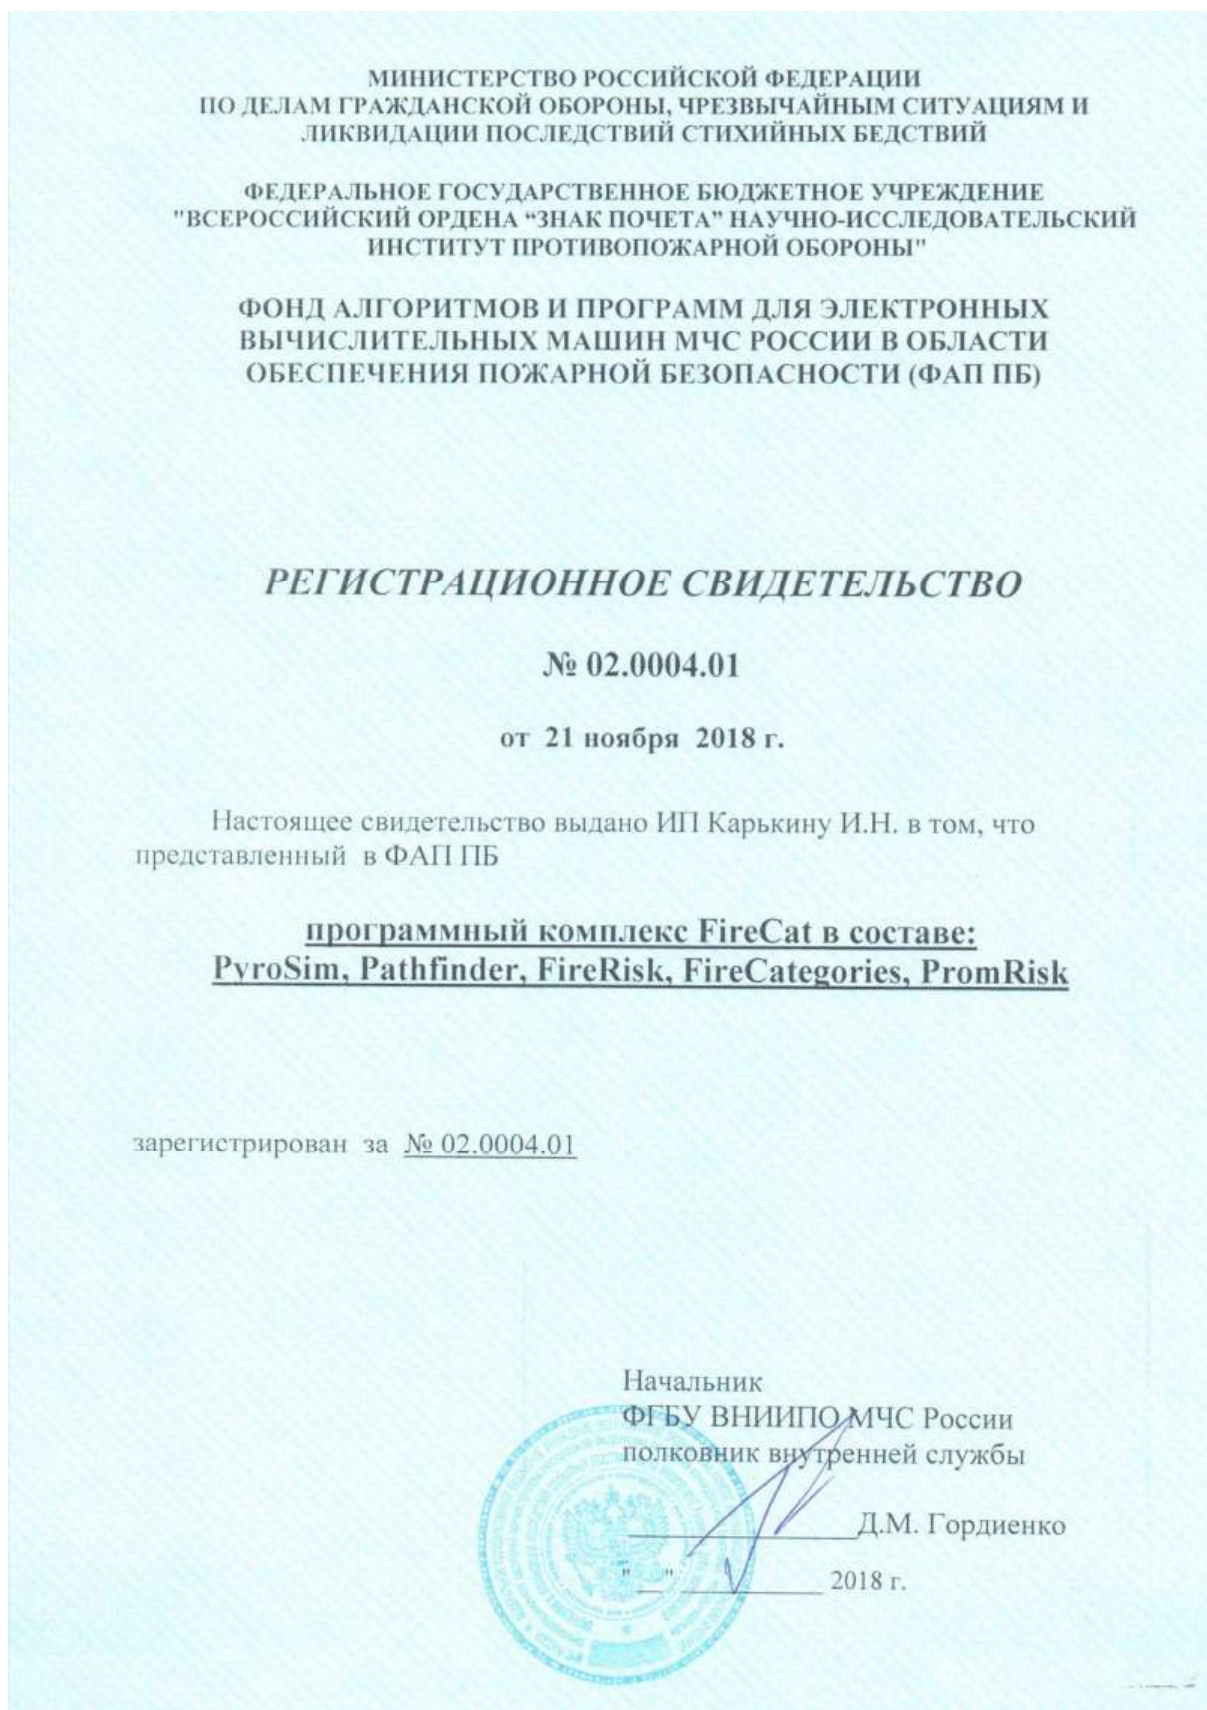 МИНИСТЕРСТВО РОССИЙСКОЙ ФЕДЕРАЦИИ
ПО ДЕЛАМ ГРАЖДАНСКОЙ ОБОРОНЫ, ЧРЕЗВЫЧАЙНЫМ СИТУАЦИЯМ И
ЛИКВИДАЦИИ ПОСЛЕДСТВИЙ СТИХИЙНЫХ БЕДСТВИЙ
ФЕДЕРАЛЬНОЕ ГОСУДАРСТВЕННОЕ БЮДЖЕТНОЕ УЧРЕЖДЕНИЕ
"ВСЕРОССИЙСКИЙ ОРДЕНА “ЗНАК ПОЧЕТА” НАУЧНО-ИССЛЕДОВАТЕЛЬСКИЙ
ИНСТИТУТ ПРОТИВОПОЖАРНОЙ ОБОРОНЫ"
ФОНД АЛГОРИТМОВ И ПРОГРАММ ДЛЯ ЭЛЕКТРОННЫХ
ВЫЧИСЛИТЕЛЬНЫХ МАШИН МЧС РОССИИ В ОБЛАСТИ
ОБЕСПЕЧЕНИЯ ПОЖАРНОЙ БЕЗОПАСНОСТИ (ФАП ПБ)
РЕГИСТРАЦИОННОЕ СВИДЕТЕЛЬСТВО
№ 02.0004.01
от 21 ноября 2018 г.
Настоящее свидетельство выдано ИП Карькину И.Н. в том, что
представленный в ФАП ПБ
программный комплекс FireCat в составе:
PyroSim, Pathfinder, FireRisk, FireCategories, PromRisk
зарегистрирован за № 02.0004.01
Начальник
ФГБУ ВНИИПО МЧС России
полковник внутренней службы
Д.М. Гордиенко
"__" __________ 2018 г.